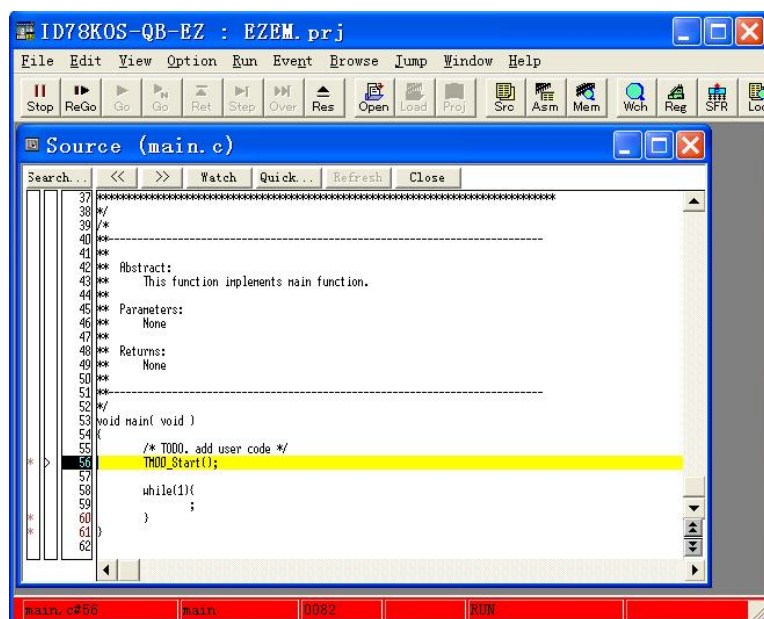 ID78K0S-QB-EZ : EZEM.prj
File Edit View Option Run Event Browse Jump Window Help
Stop ReGo Go Go Ret Step Over Res Open Load Proj Src Asm Mem Wch Reg SFR Loc
Source (main.c)
Search... << >> Watch Quick... Refresh Close
37 *******************************************************************************
38 */
39 /*
40 **-----------------------------------------------------------------------------
41 **
42 ** Abstract:
43 ** This function implements main function.
44 **
45 ** Parameters:
46 ** None
47 **
48 ** Returns:
49 ** None
50 **
51 **-----------------------------------------------------------------------------
52 */
53 void main( void )
54 {
55 /* TODO. add user code */
* > 56 TM00_Start();
57
58 while(1){
59 ;
* 60 }
* 61 }
62
main.c#56 main 0082 RUN